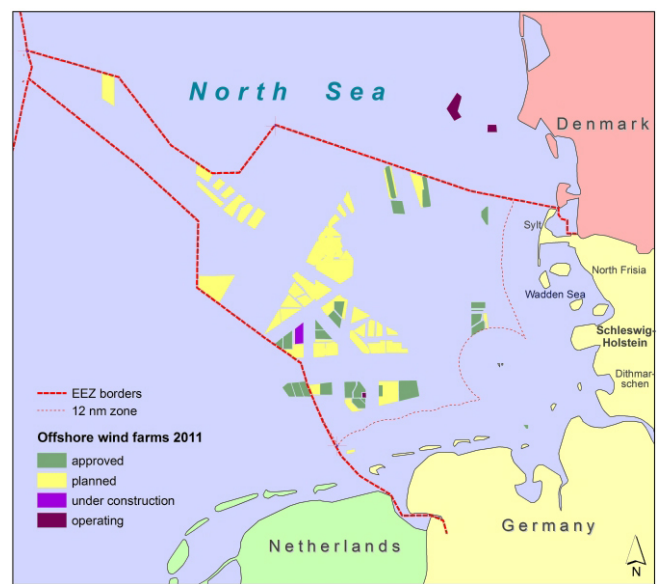 North Sea
Denmark
Sylt
North Frisia
Wadden Sea
Schleswig-
Holstein
Dithmar-
schen
EEZ borders
12 nm zone
Offshore wind farms 2011
approved
planned
under construction
operating
Germany
Netherlands
N